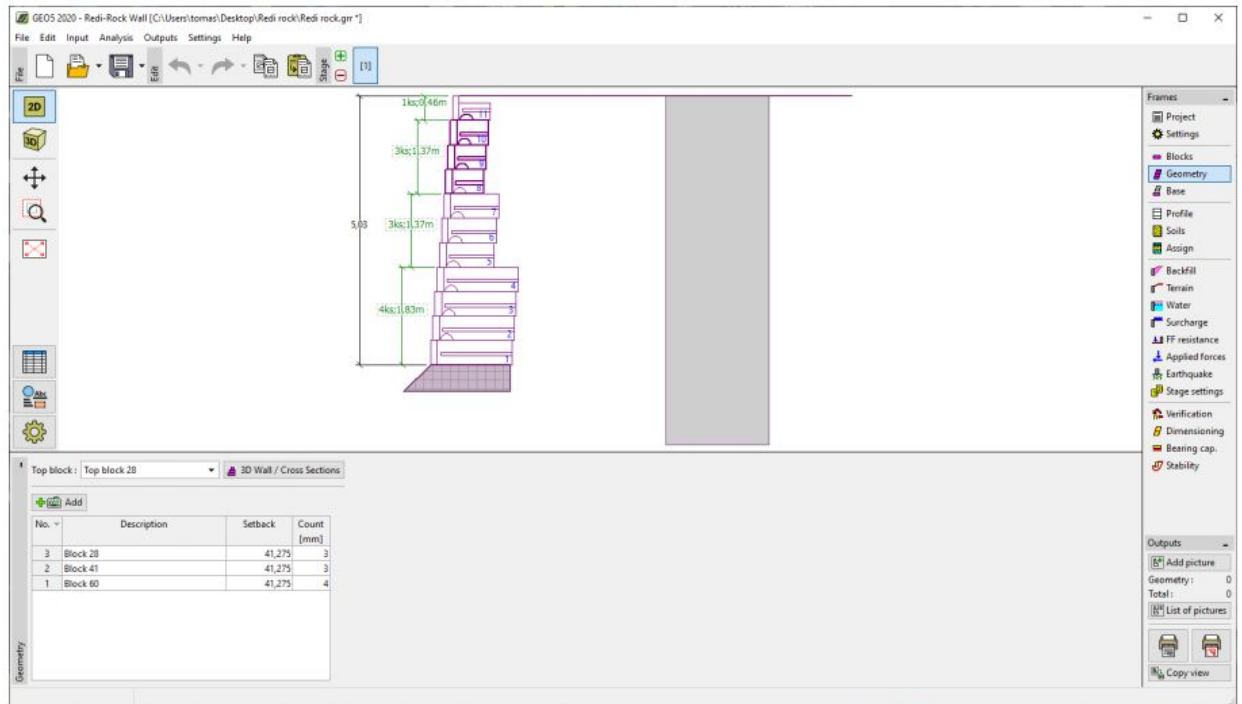 GEO5 2020 - Redi-Rock Wall [C:\Users\tomas\Desktop\Redi rock\Redi rock.grr *]
File Edit Input Analysis Outputs Settings Help
File
Edit
Stage
[1]
2D
3D
Abc
1ks;0,46m
3ks;1,37m
3ks;1,37m
4ks;1,83m
5,03
11
10
9
8
7
6
5
4
3
2
1
Frames
Project
Settings
Blocks
Geometry
Base
Profile
Soils
Assign
Backfill
Terrain
Water
Surcharge
FF resistance
Applied forces
Earthquake
Stage settings
Verification
Dimensioning
Bearing cap.
Stability
Top block : Top block 28 3D Wall / Cross Sections
Add
No. Description Setback Count
[mm]
3 Block 28 41,275 3
2 Block 41 41,275 3
1 Block 60 41,275 4
Geometry
Outputs
Add picture
Geometry : 0
Total : 0
List of pictures
Copy view